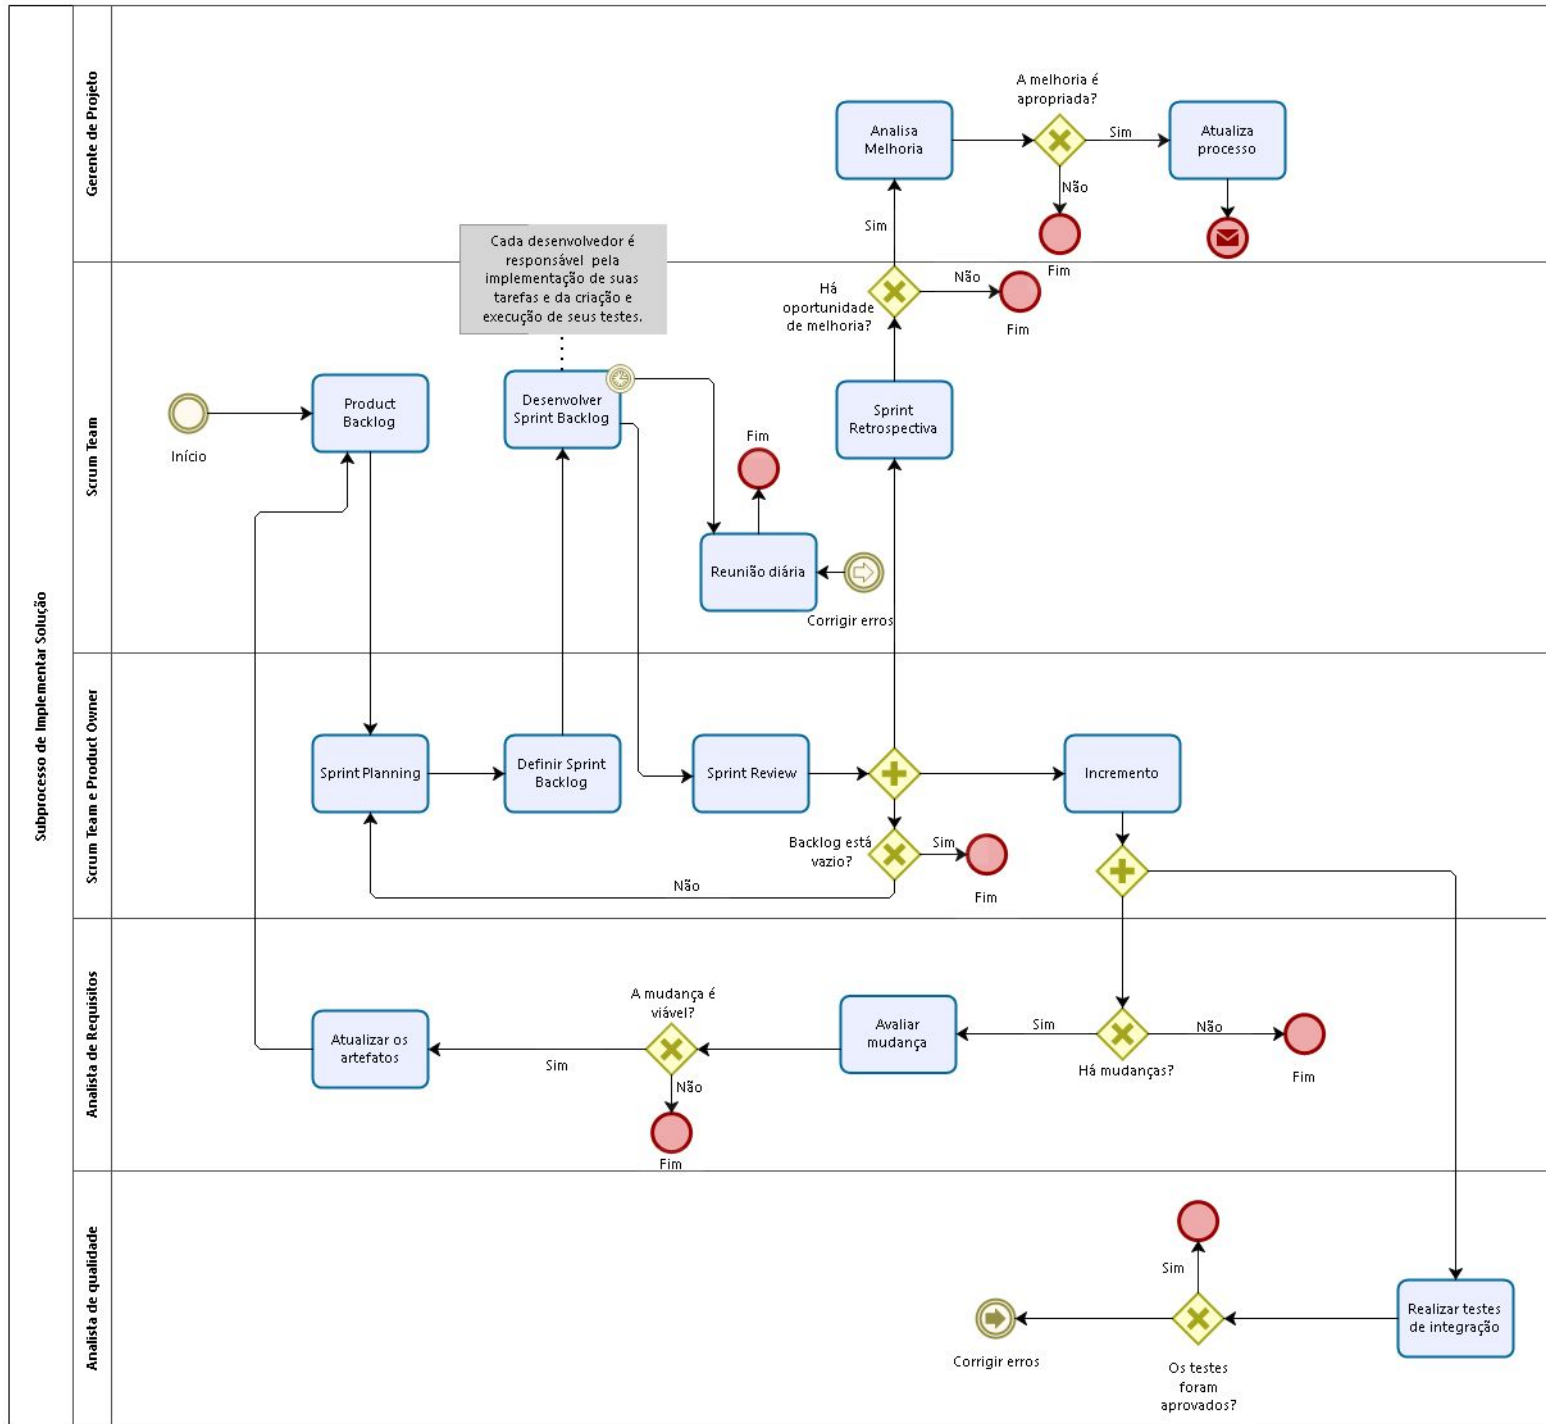 Subprocesso de Implementar Solução
Gerente de Projeto
A melhoria é
apropriada?
Analisa
Melhoria
Sim
Atualiza
processo
Não
Sim
Fim
Scrum Team
Cada desenvolvedor é
responsável pela
implementação de suas
tarefas e da criação e
execução de seus testes.
Há
oportunidade
de melhoria?
Não
Fim
Início
Product
Backlog
Desenvolver
Sprint Backlog
Sprint
Retrospectiva
Fim
Reunião diária
Corrigir erros
Scrum Team e Product Owner
Sprint Planning
Definir Sprint
Backlog
Sprint Review
Incremento
Backlog está
vazio?
Sim
Fim
Não
Analista de Requisitos
Atualizar os
artefatos
Sim
A mudança é
viável?
Não
Fim
Avaliar
mudança
Sim
Há mudanças?
Não
Fim
Analista de qualidade
Sim
Corrigir erros
Os testes
foram
aprovados?
Realizar testes
de integração